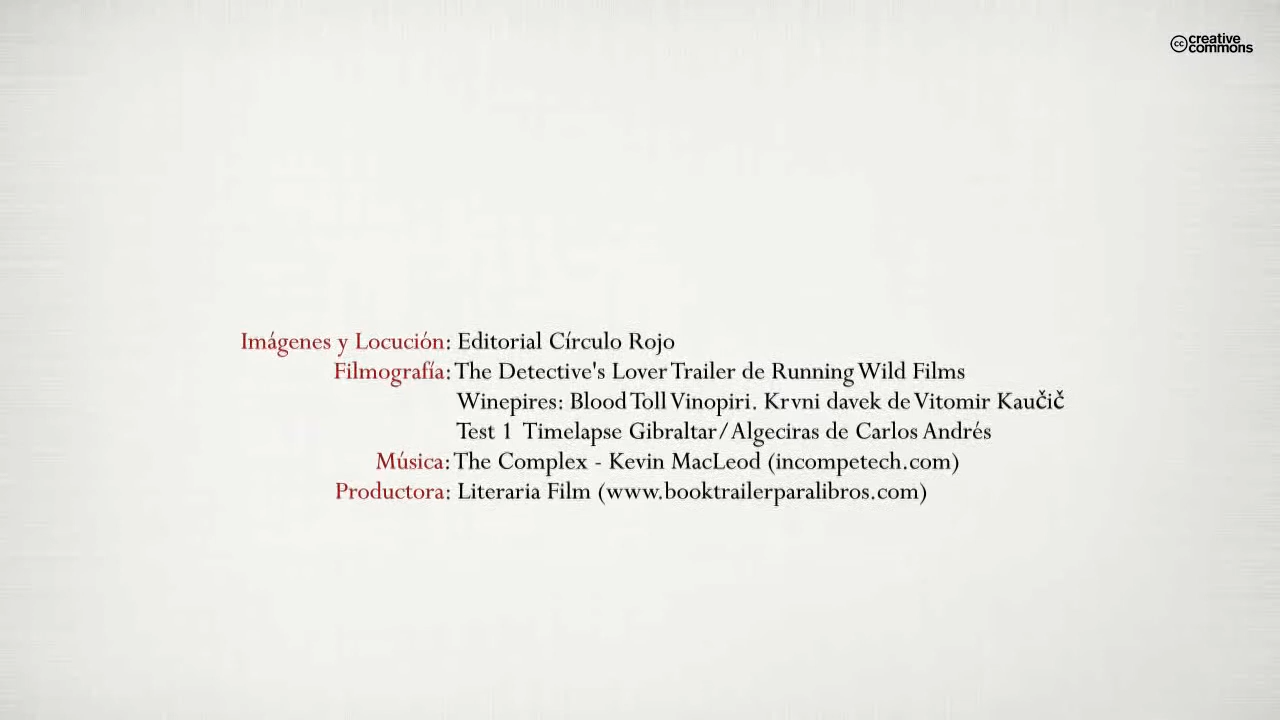 creative
commons
Imágenes y Locución: Editorial Círculo Rojo
Filmografía: The Detective's Lover Trailer de Running Wild Films
Winepires: Blood Toll Vinopiri. Krvni davek de Vitomir Kaučič
Test 1 Timelapse Gibraltar/Algeciras de Carlos Andrés
Música: The Complex - Kevin MacLeod (incompetech.com)
Productora: Literaria Film (www.booktrailerparalibros.com)